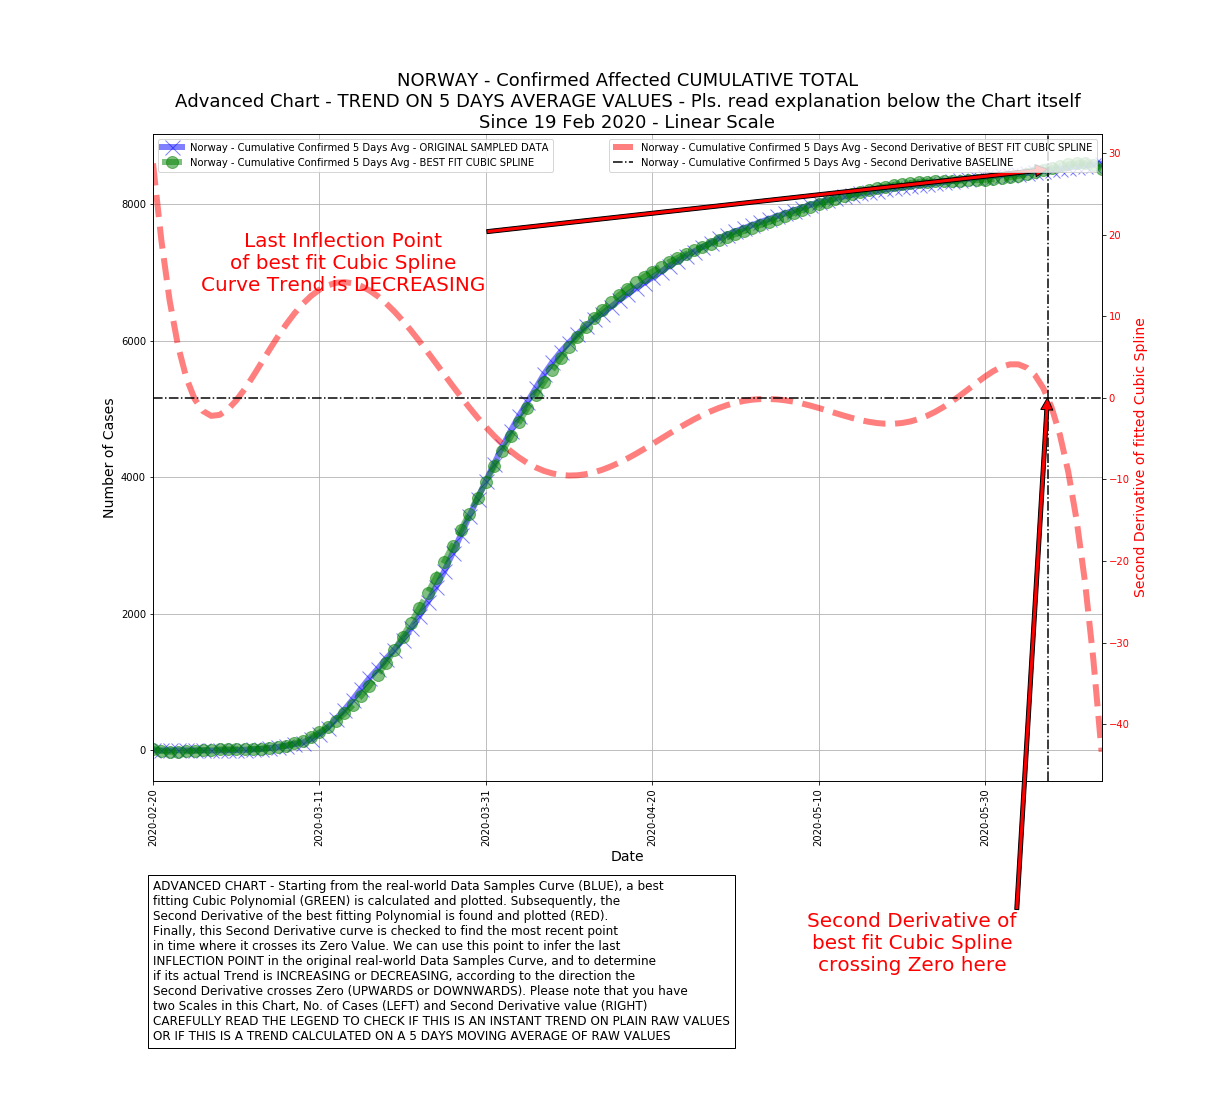 NORWAY - Confirmed Affected CUMULATIVE TOTAL
Advanced Chart - TREND ON 5 DAYS AVERAGE VALUES - Pls. read explanation below the Chart itself
Since 19 Feb 2020 - Linear Scale
Norway - Cumulative Confirmed 5 Days Avg - ORIGINAL SAMPLED DATA
Norway - Cumulative Confirmed 5 Days Avg - BEST FIT CUBIC SPLINE
Norway - Cumulative Confirmed 5 Days Avg - Second Derivative of BEST FIT CUBIC SPLINE
Norway - Cumulative Confirmed 5 Days Avg - Second Derivative BASELINE
Last Inflection Point
of best fit Cubic Spline
Curve Trend is DECREASING
Number of Cases
8000
6000
4000
2000
0
30
20
10
0
−10
−20
−30
−40
Second Derivative of fitted Cubic Spline
2020-02-20
2020-03-11
2020-03-31
2020-04-20
2020-05-10
2020-05-30
Date
ADVANCED CHART - Starting from the real-world Data Samples Curve (BLUE), a best
fitting Cubic Polynomial (GREEN) is calculated and plotted. Subsequently, the
Second Derivative of the best fitting Polynomial is found and plotted (RED).
Finally, this Second Derivative curve is checked to find the most recent point
in time where it crosses its Zero Value. We can use this point to infer the last
INFLECTION POINT in the original real-world Data Samples Curve, and to determine
if its actual Trend is INCREASING or DECREASING, according to the direction the
Second Derivative crosses Zero (UPWARDS or DOWNWARDS). Please note that you have
two Scales in this Chart, No. of Cases (LEFT) and Second Derivative value (RIGHT)
CAREFULLY READ THE LEGEND TO CHECK IF THIS IS AN INSTANT TREND ON PLAIN RAW VALUES
OR IF THIS IS A TREND CALCULATED ON A 5 DAYS MOVING AVERAGE OF RAW VALUES
Second Derivative of
best fit Cubic Spline
crossing Zero here